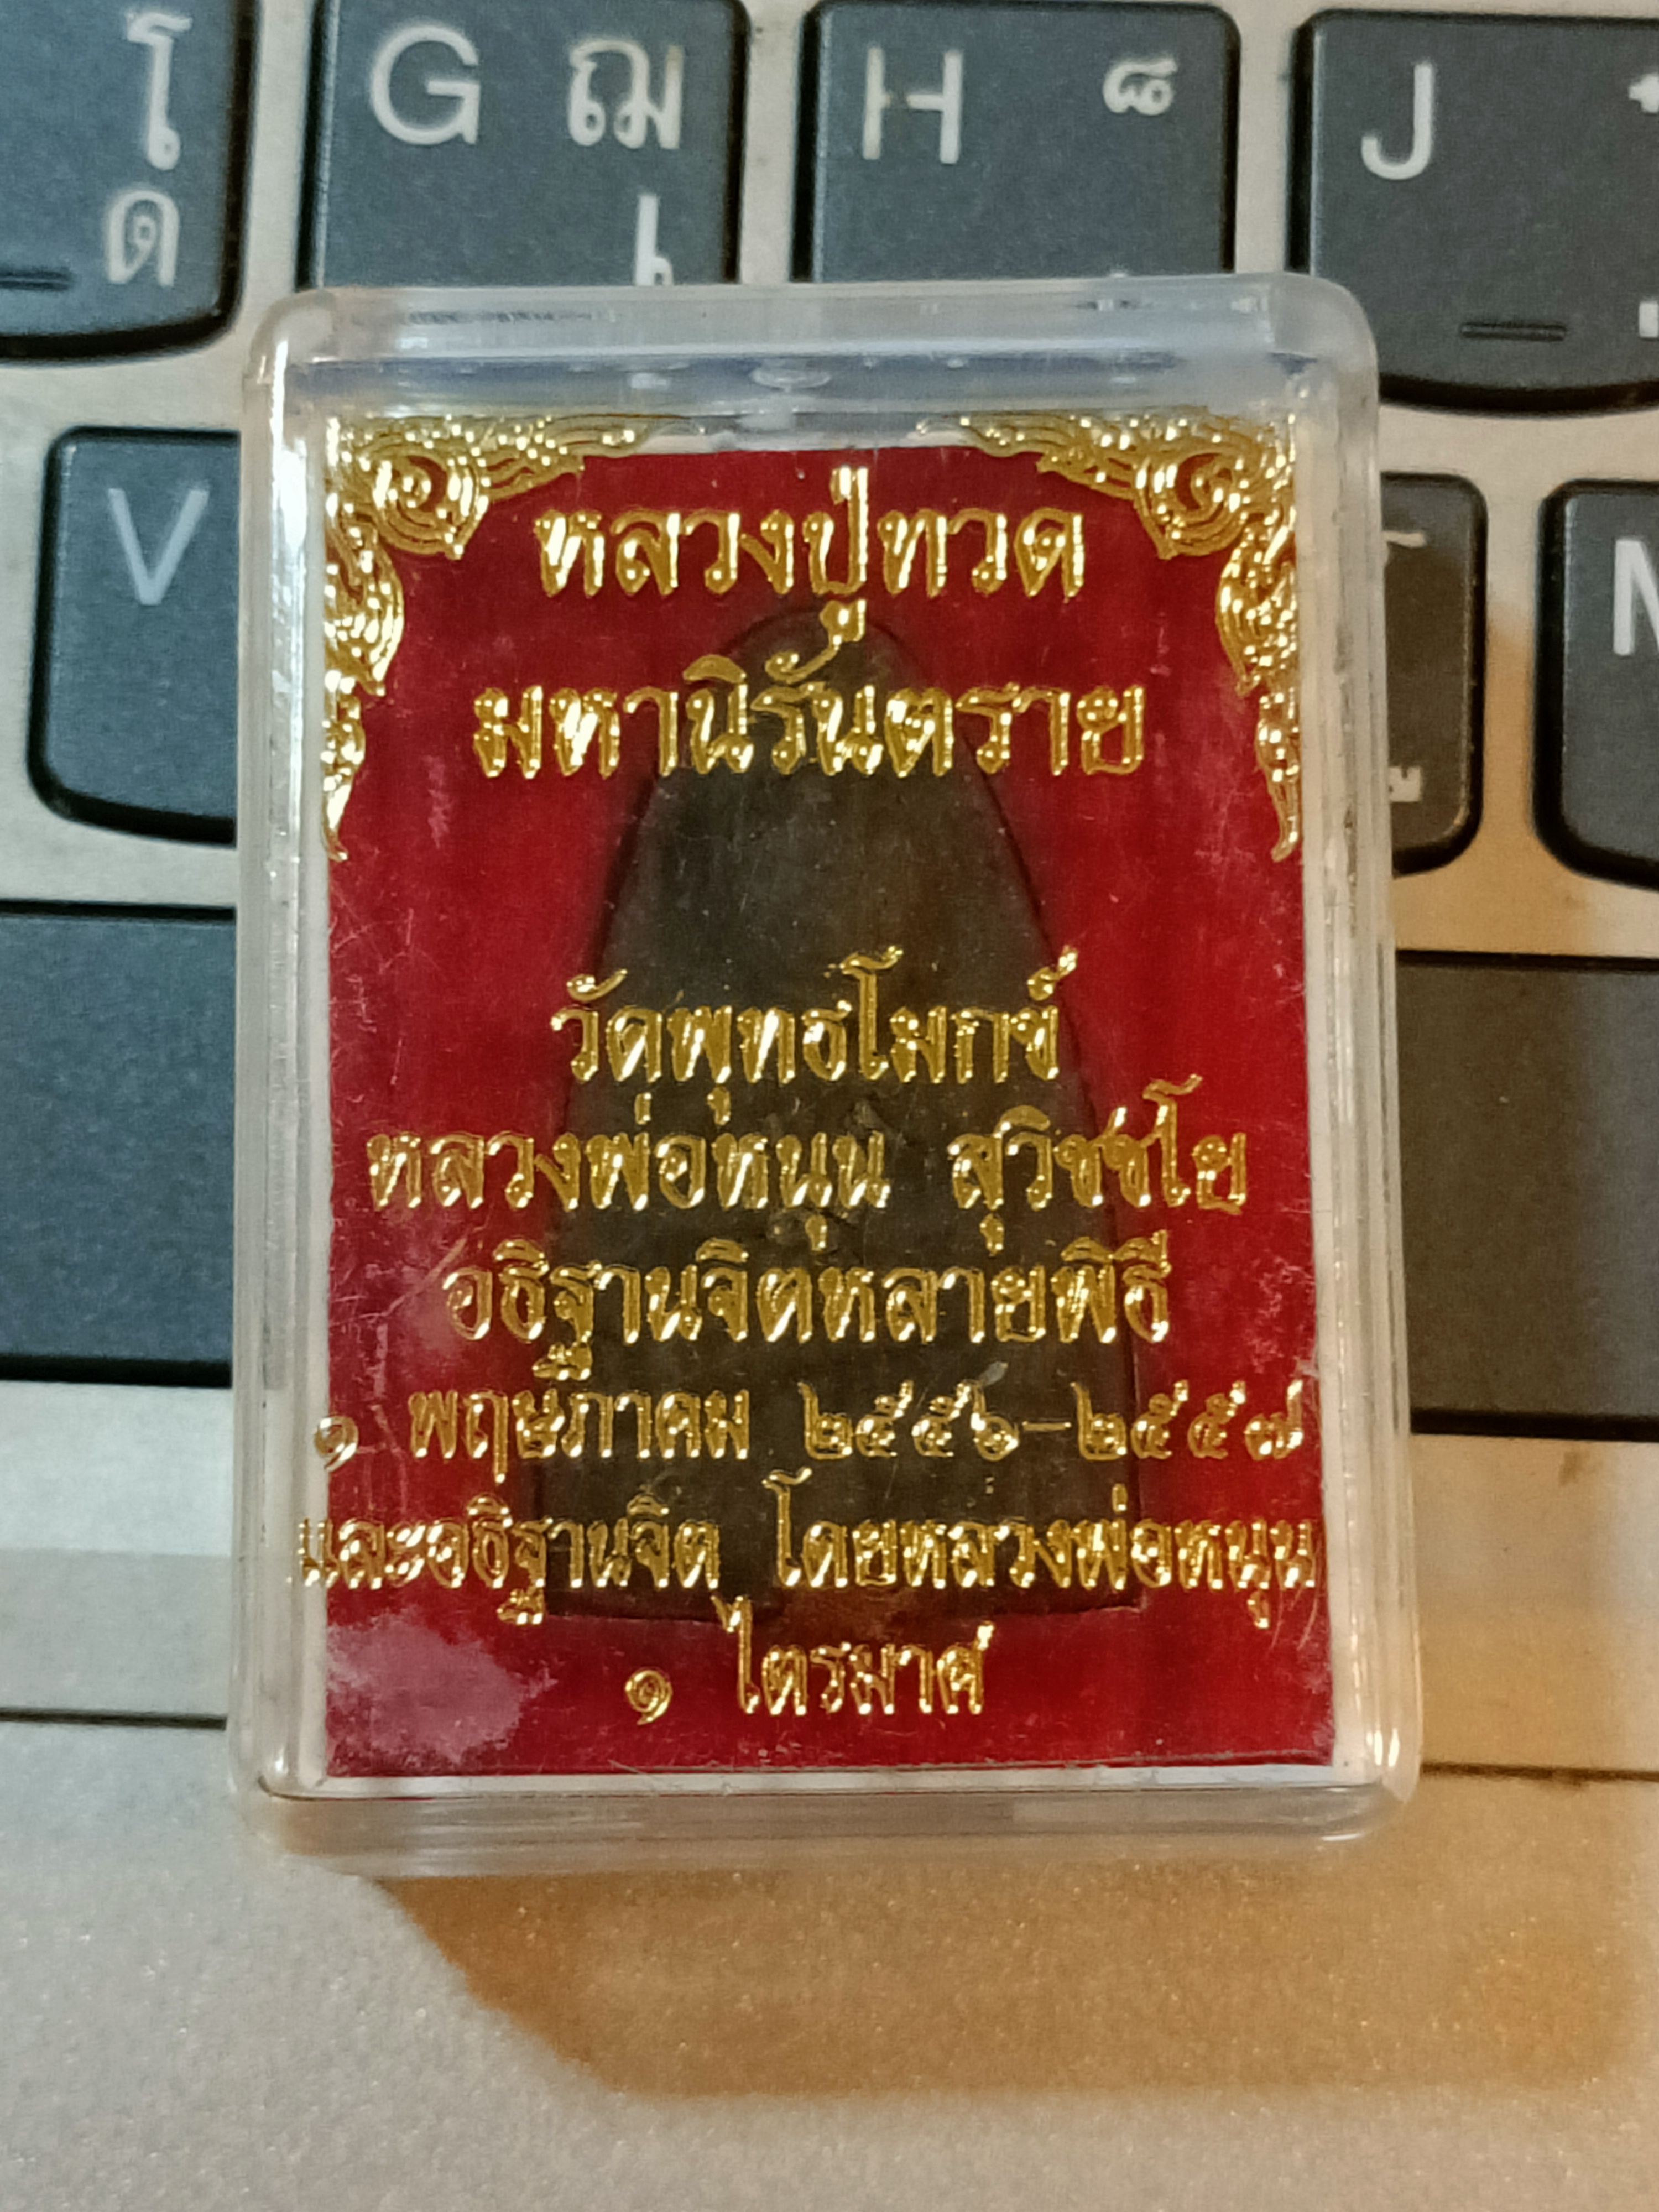 โ
ด
G ฌ
เ
H ็
J
V
M
หลวงปู่ทวด
มหานิรันตราย
วัดพุทธโมกข์
หลวงพ่อหนุน สุวิชชโย
อธิฐานจิตหลายพิธี
๑ พฤษภาคม ๒๕๕๖-๒๕๕๗
และอธิฐานจิต โดยหลวงพ่อหนุน
๑ ไตรมาศ